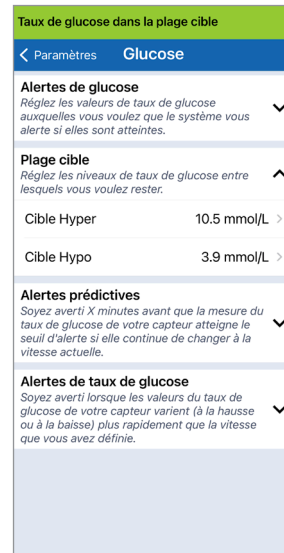 Taux de glucose dans la plage cible
Paramètres Glucose
Alertes de glucose
Réglez les valeurs de taux de glucose
auxquelles vous voulez que le système vous
alerte si elles sont atteintes.
Plage cible
Réglez les niveaux de taux de glucose entre
lesquels vous voulez rester.
Cible Hyper 10.5 mmol/L
Cible Hypo 3.9 mmol/L
Alertes prédictives
Soyez averti X minutes avant que la mesure du
taux de glucose de votre capteur atteigne le
seuil d'alerte si elle continue de changer à la
vitesse actuelle.
Alertes de taux de glucose
Soyez averti lorsque les valeurs du taux de
glucose de votre capteur varient (à la hausse
ou à la baisse) plus rapidement que la vitesse
que vous avez définie.